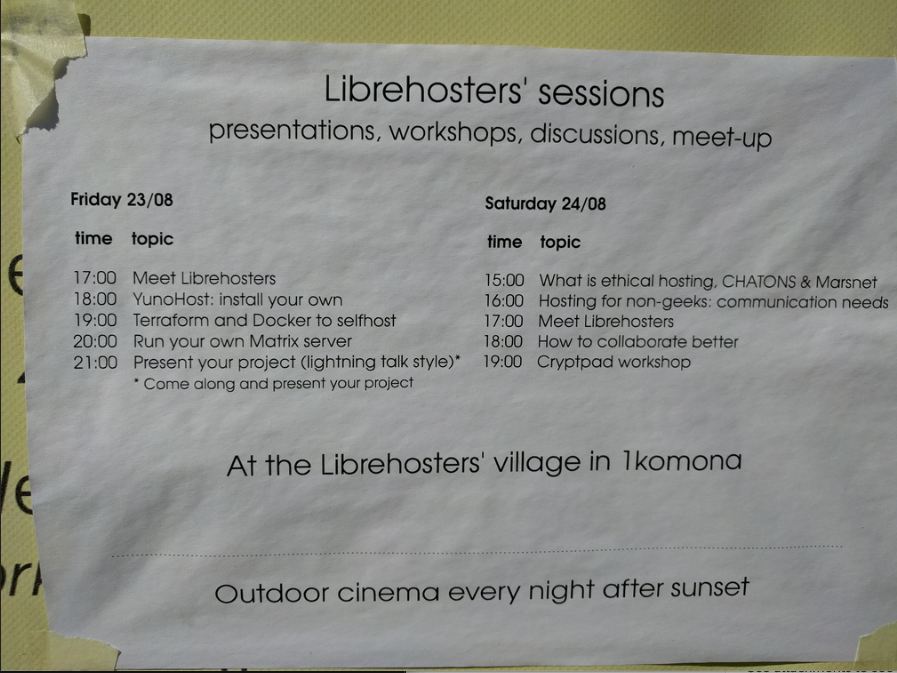 Librehosters' sessions
presentations, workshops, discussions, meet-up
Friday 23/08
time topic
17:00 Meet Librehosters
18:00 YunoHost: install your own
19:00 Terraform and Docker to selfhost
20:00 Run your own Matrix server
21:00 Present your project (lightning talk style)*
* Come along and present your project
Saturday 24/08
time topic
15:00 What is ethical hosting, CHATONS & Marsnet
16:00 Hosting for non-geeks: communication needs
17:00 Meet Librehosters
18:00 How to collaborate better
19:00 Cryptpad workshop
At the Librehosters' village in 1komona
Outdoor cinema every night after sunset